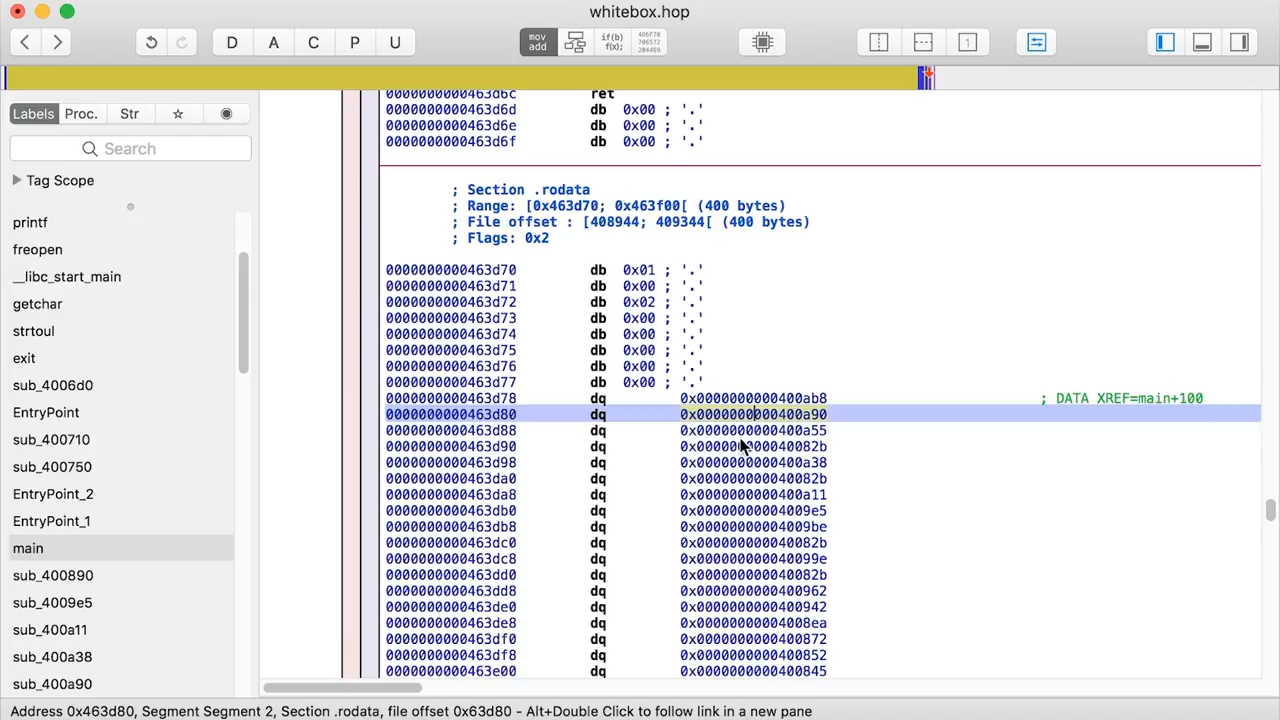 whitebox.hop
D A C P U
mov add
if(b) f(x);
Labels Proc. Str
Search
Tag Scope
printf
freopen
__libc_start_main
getchar
strtoul
exit
sub_4006d0
EntryPoint
sub_400710
sub_400750
EntryPoint_2
EntryPoint_1
main
sub_400890
sub_4009e5
sub_400a11
sub_400a38
sub_400a90
0000000000463d6c ret
0000000000463d6d db 0x00 ; '.'
0000000000463d6e db 0x00 ; '.'
0000000000463d6f db 0x00 ; '.'
; Section .rodata
; Range: [0x463d70; 0x463f00[ (400 bytes)
; File offset : [408944; 409344[ (400 bytes)
; Flags: 0x2
0000000000463d70 db 0x01 ; '.'
0000000000463d71 db 0x00 ; '.'
0000000000463d72 db 0x02 ; '.'
0000000000463d73 db 0x00 ; '.'
0000000000463d74 db 0x00 ; '.'
0000000000463d75 db 0x00 ; '.'
0000000000463d76 db 0x00 ; '.'
0000000000463d77 db 0x00 ; '.'
0000000000463d78 dq 0x0000000000400ab8 ; DATA XREF=main+100
0000000000463d80 dq 0x0000000000400a90
0000000000463d88 dq 0x0000000000400a55
0000000000463d90 dq 0x000000000040082b
0000000000463d98 dq 0x0000000000400a38
0000000000463da0 dq 0x000000000040082b
0000000000463da8 dq 0x0000000000400a11
0000000000463db0 dq 0x00000000004009e5
0000000000463db8 dq 0x00000000004009be
0000000000463dc0 dq 0x000000000040082b
0000000000463dc8 dq 0x000000000040099e
0000000000463dd0 dq 0x000000000040082b
0000000000463dd8 dq 0x0000000000400962
0000000000463de0 dq 0x0000000000400942
0000000000463de8 dq 0x00000000004008ea
0000000000463df0 dq 0x0000000000400872
0000000000463df8 dq 0x0000000000400852
0000000000463e00 dq 0x0000000000400845
Address 0x463d80, Segment Segment 2, Section .rodata, file offset 0x63d80 - Alt+Double Click to follow link in a new pane